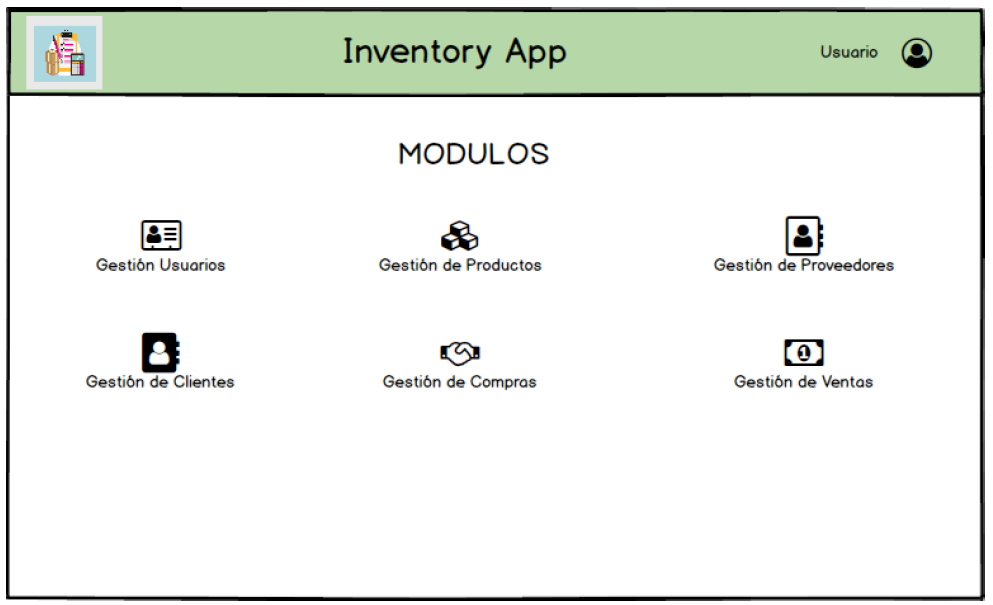 Inventory App
Usuario
MODULOS
Gestión Usuarios
Gestión de Productos
Gestión de Proveedores
Gestión de Clientes
Gestión de Compras
1
Gestión de Ventas